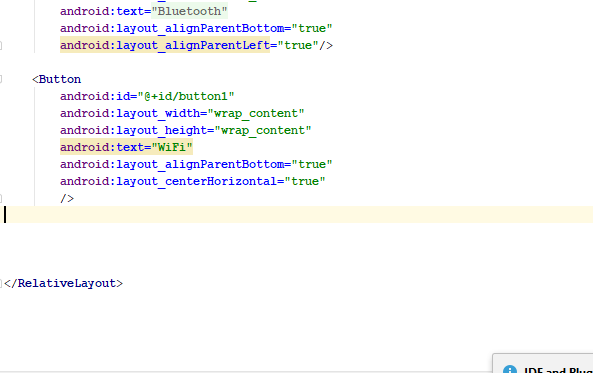 android:text="Bluetooth"
android:layout_alignParentBottom="true"
android:layout_alignParentLeft="true"/>
<Button
android:id="@+id/button1"
android:layout_width="wrap_content"
android:layout_height="wrap_content"
android:text="WiFi"
android:layout_alignParentBottom="true"
android:layout_centerHorizontal="true"
/>
</RelativeLayout>
IDE and